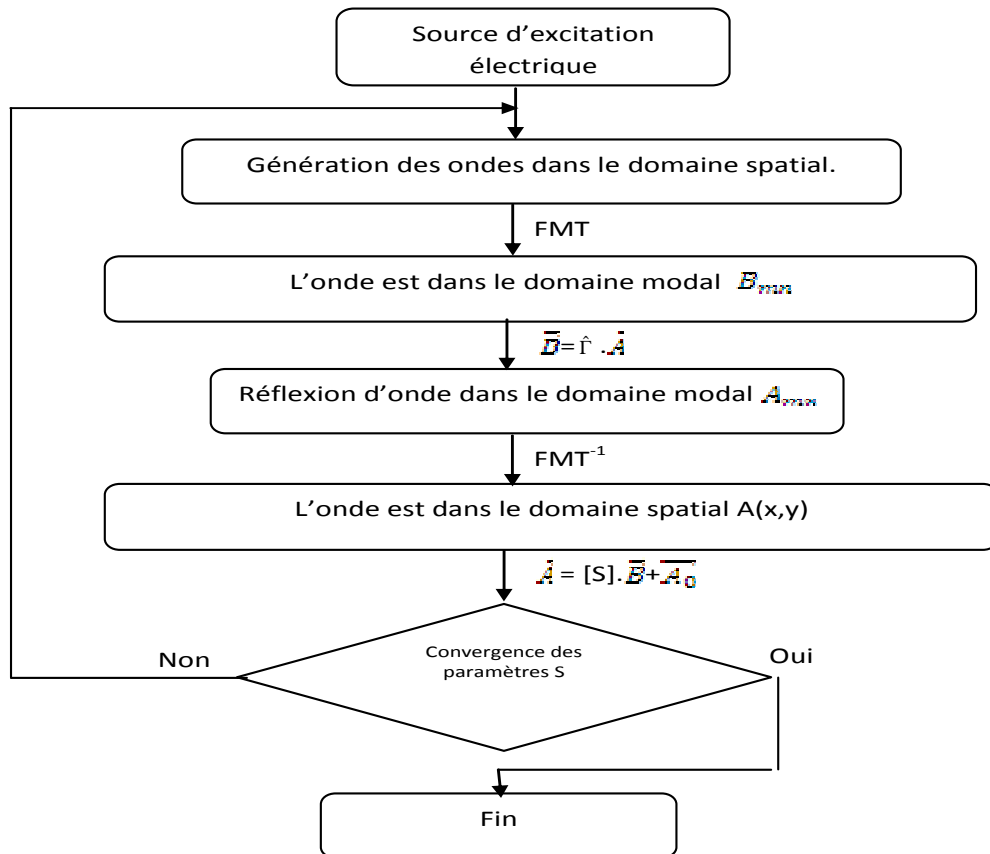 Source d’excitation
électrique
Génération des ondes dans le domaine spatial.
FMT
L’onde est dans le domaine modal Bmn
= Γ̂ . Ā
Réflexion d’onde dans le domaine modal Amn
FMT⁻¹
L’onde est dans le domaine spatial A(x,y)
Ā = [S]. B̄+A̅₀
Non
Convergence des
paramètres S
Oui
Fin